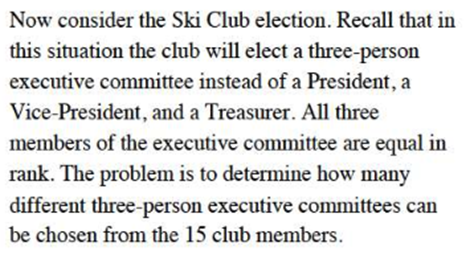 Now consider the Ski Club election. Recall that in
this situation the club will elect a three-person
executive committee instead of a President, a
Vice-President, and a Treasurer. All three
members of the executive committee are equal in
rank. The problem is to determine how many
different three-person executive committees can
be chosen from the 15 club members.